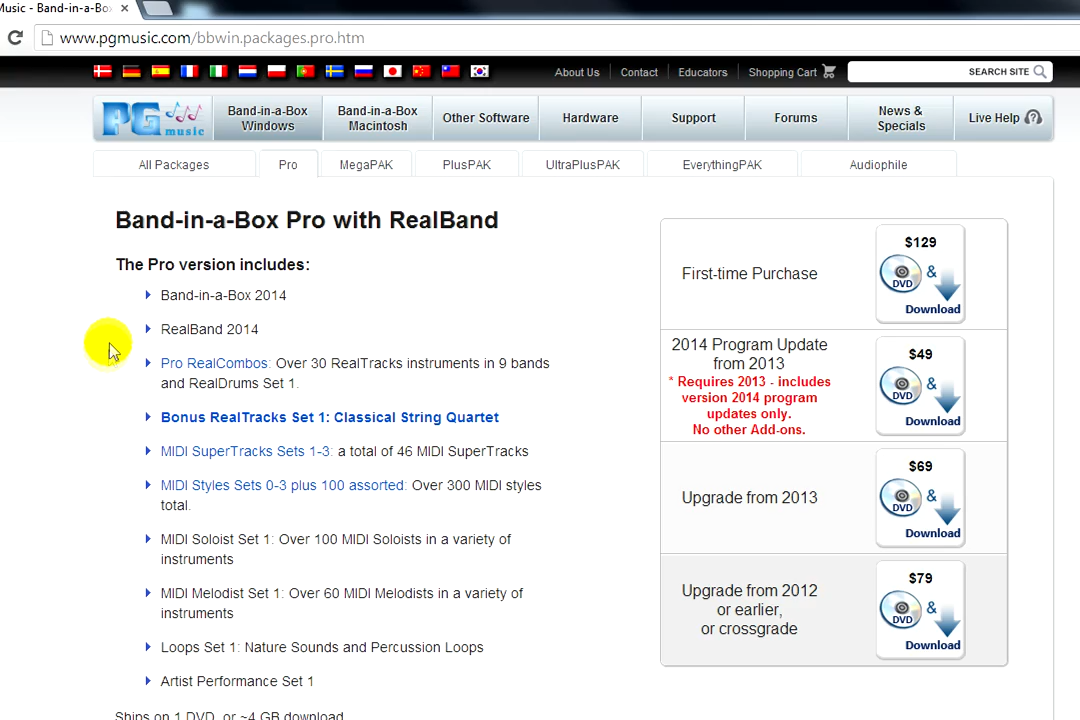 Music - Band-in-a-Bo
www.pgmusic.com/bbwin.packages.pro.htm
About Us
Contact
Educators
Shopping Cart
SEARCH SITE
PG music
Band-in-a-Box
Windows
Band-in-a-Box
Macintosh
Other Software
Hardware
Support
Forums
News &
Specials
Live Help
All Packages
Pro
MegaPAK
PlusPAK
UltraPlusPAK
EverythingPAK
Audiophile
Band-in-a-Box Pro with RealBand
The Pro version includes:
Band-in-a-Box 2014
RealBand 2014
Pro RealCombos: Over 30 RealTracks instruments in 9 bands
and RealDrums Set 1.
Bonus RealTracks Set 1: Classical String Quartet
MIDI SuperTracks Sets 1-3: a total of 46 MIDI SuperTracks
MIDI Styles Sets 0-3 plus 100 assorted: Over 300 MIDI styles
total.
MIDI Soloist Set 1: Over 100 MIDI Soloists in a variety of
instruments
MIDI Melodist Set 1: Over 60 MIDI Melodists in a variety of
instruments
Loops Set 1: Nature Sounds and Percussion Loops
Artist Performance Set 1
Ships on 1 DVD, or ~4 GB download
First-time Purchase
$129
DVD &
Download
2014 Program Update
from 2013
* Requires 2013 - includes
version 2014 program
updates only.
No other Add-ons.
$49
DVD &
Download
Upgrade from 2013
$69
DVD &
Download
Upgrade from 2012
or earlier,
or crossgrade
$79
DVD &
Download